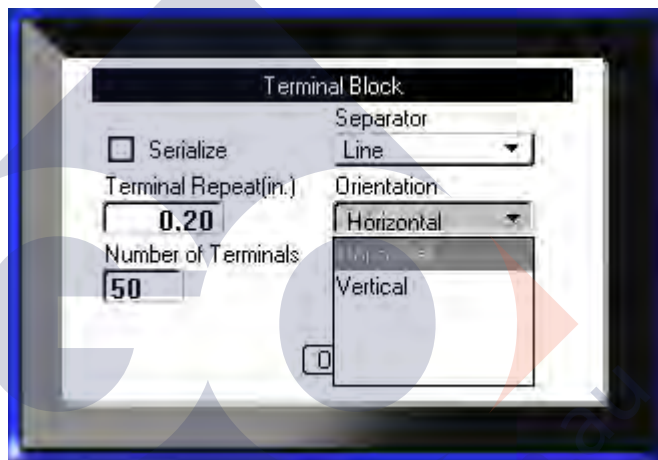 Terminal Block
Separator
Serialize
Line
Terminal Repeat(in.)
Orientation
0.20
Horizontal
Number of Terminals
50
Vertical